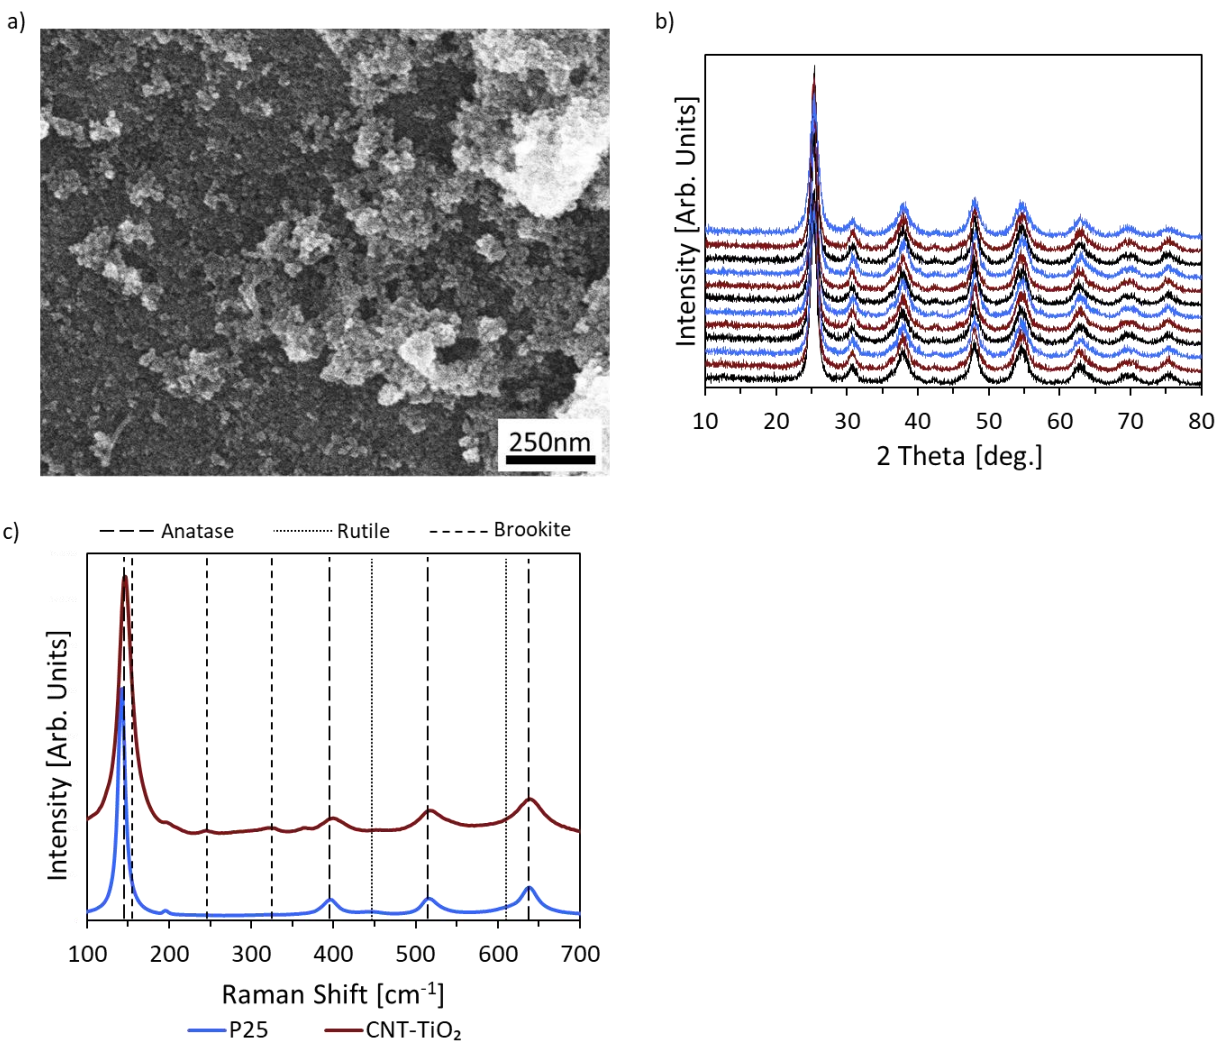 a)
250nm
b)
Intensity [Arb. Units]
10 20 30 40 50 60 70 80
2 Theta [deg.]
c)
Anatase Rutile Brookite
Intensity [Arb. Units]
100 200 300 400 500 600 700
Raman Shift [cm⁻¹]
P25 CNT-TiO₂